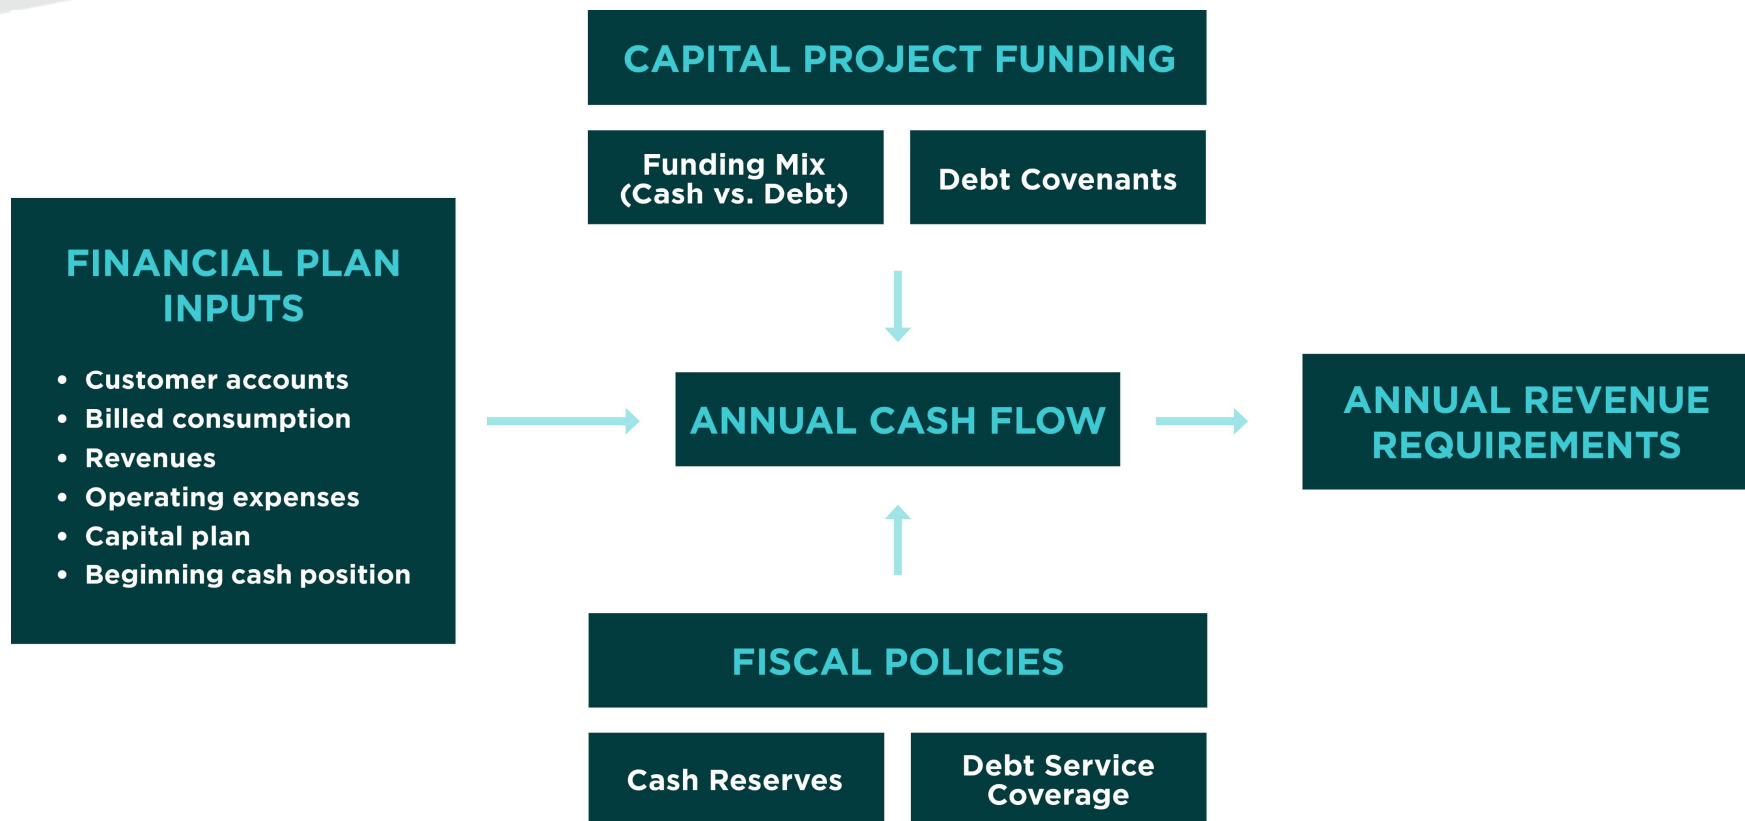 CAPITAL PROJECT FUNDING
Funding Mix
(Cash vs. Debt)
Debt Covenants
FINANCIAL PLAN
INPUTS
• Customer accounts
• Billed consumption
• Revenues
• Operating expenses
• Capital plan
• Beginning cash position
ANNUAL CASH FLOW
ANNUAL REVENUE
REQUIREMENTS
FISCAL POLICIES
Cash Reserves
Debt Service
Coverage